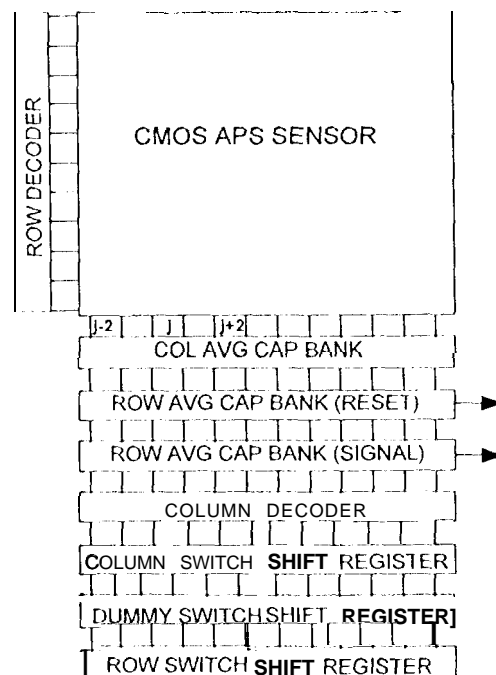 ROW DECODER
CMOS APS SENSOR
j-2 j j+2
COL AVG CAP BANK
ROW AVG CAP BANK (RESET)
ROW AVG CAP BANK (SIGNAL)
COLUMN DECODER
COLUMN SWITCH SHIFT REGISTER
DUMMY SWITCH SHIFT REGISTER
ROW SWITCH SHIFT REGISTER